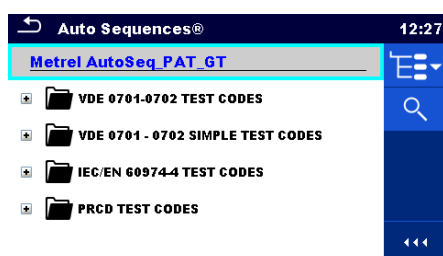 Auto Sequences® 12:27
Metrel AutoSeq_PAT_GT
VDE 0701-0702 TEST CODES
VDE 0701 - 0702 SIMPLE TEST CODES
IEC/EN 60974-4 TEST CODES
PRCD TEST CODES